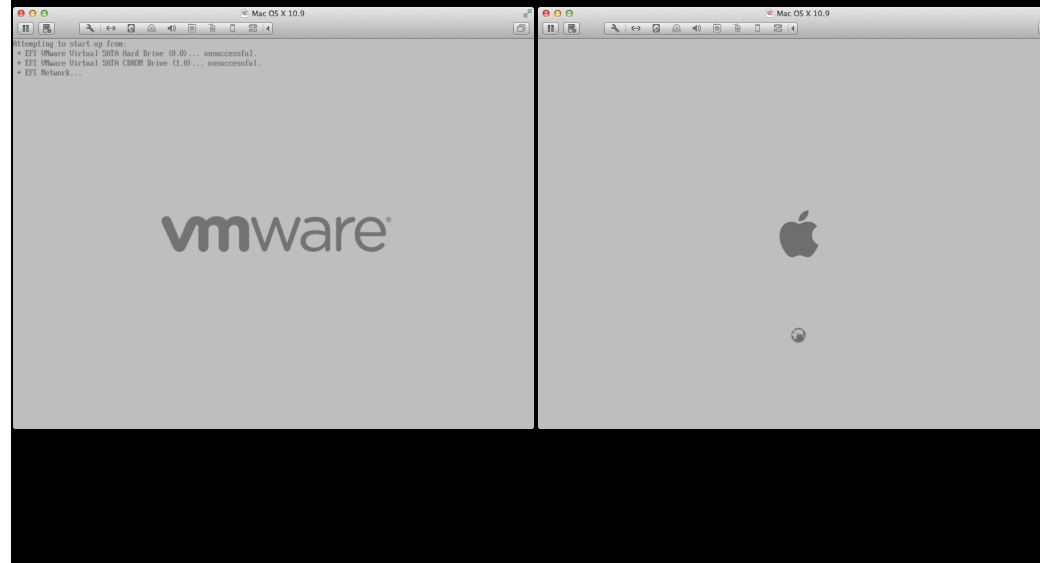 Mac OS X 10.9
Attempting to start up from:
→ EFI VMware Virtual SATA Hard Drive (0.0)... unsuccessful.
→ EFI VMware Virtual SATA CDROM Drive (1.0)... unsuccessful.
→ EFI Network...
vmware®
Mac OS X 10.9